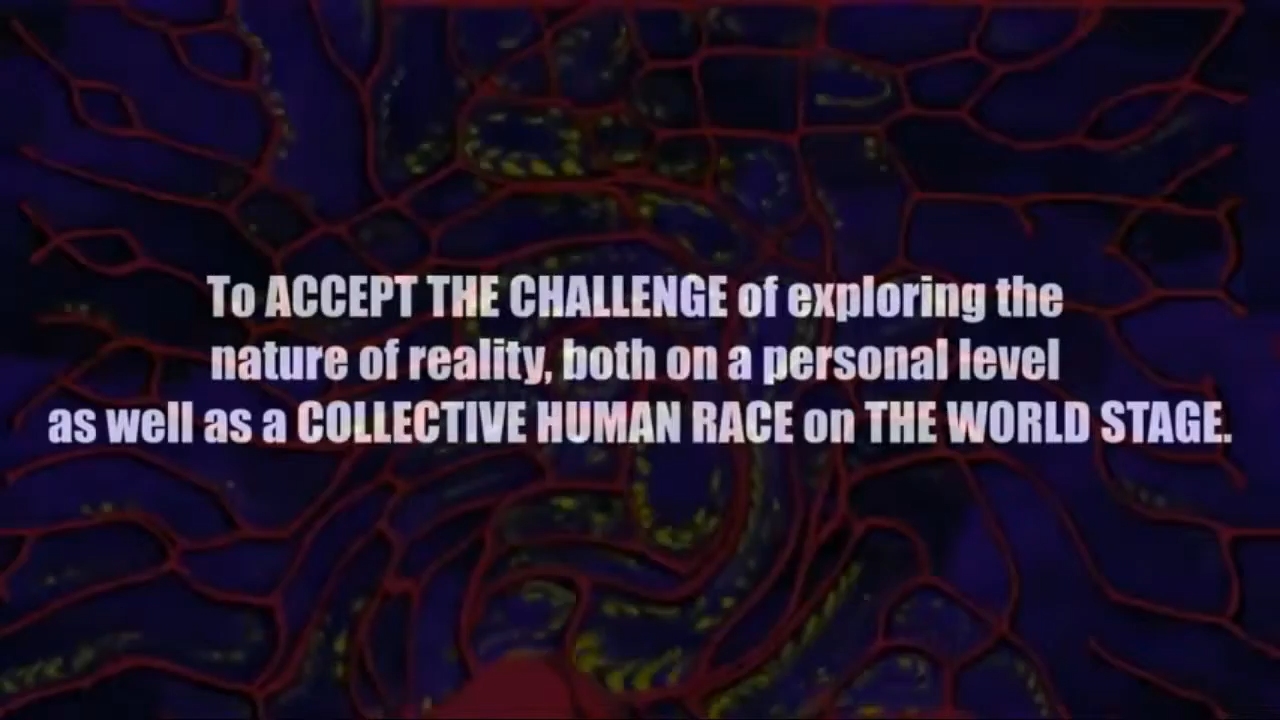 To ACCEPT THE CHALLENGE of exploring the
nature of reality, both on a personal level
as well as a COLLECTIVE HUMAN RACE on THE WORLD STAGE.